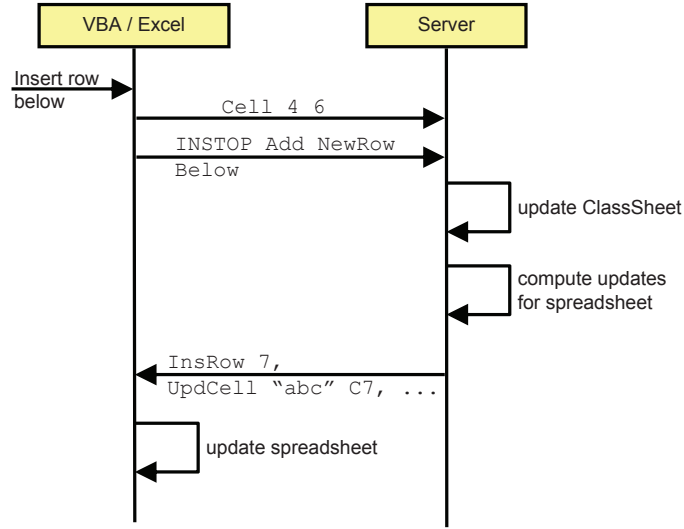 VBA / Excel
Server
Insert row
below
Cell 4 6
INSTOP Add NewRow
Below
update ClassSheet
compute updates
for spreadsheet
InsRow 7,
UpdCell “abc” C7, ...
update spreadsheet